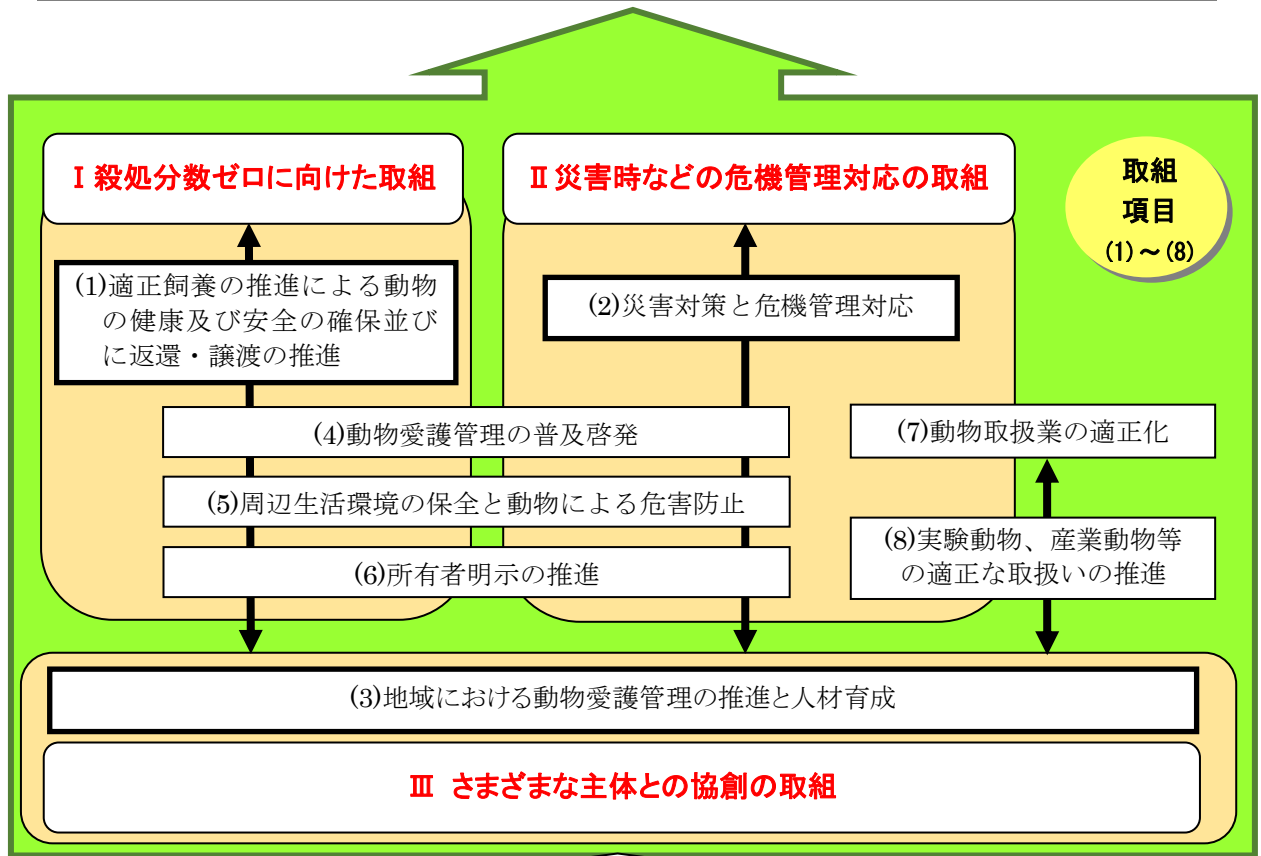 Ⅰ 殺処分数ゼロに向けた取組
Ⅱ 災害時などの危機管理対応の取組
取組
項目
(1)～(8)
(1)適正飼養の推進による動物
の健康及び安全の確保並び
に返還・譲渡の推進
(2)災害対策と危機管理対応
(4)動物愛護管理の普及啓発
(7)動物取扱業の適正化
(5)周辺生活環境の保全と動物による危害防止
(8)実験動物、産業動物等
の適正な取扱いの推進
(6)所有者明示の推進
(3)地域における動物愛護管理の推進と人材育成
Ⅲ さまざまな主体との協創の取組